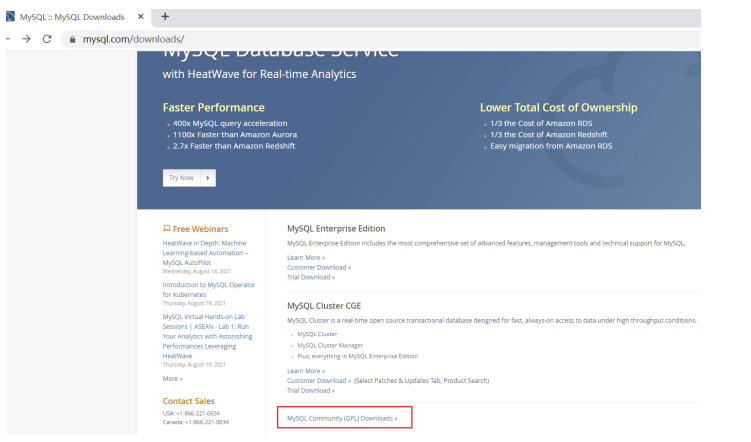 MySQL :: MySQL Downloads
mysql.com/downloads/
MySQL Database Service
with HeatWave for Real-time Analytics
Faster Performance
400x MySQL query acceleration
1100x Faster than Amazon Aurora
2.7x Faster than Amazon Redshift
Lower Total Cost of Ownership
1/3 the Cost of Amazon RDS
1/3 the Cost of Amazon Redshift
Easy migration from Amazon RDS
Try Now
Free Webinars
HeatWave in Depth: Machine
Learning-based Automation –
MySQL AutoPilot
Wednesday, August 18, 2021
Introduction to MySQL Operator
for Kubernetes
Thursday, August 19, 2021
MySQL Virtual Hands-on Lab
Sessions | ASEAN - Lab 1: Run
Your Analytics with Astonishing
Performances Leveraging
HeatWave
Thursday, August 19, 2021
More »
Contact Sales
USA: +1-866-221-0634
Canada: +1-866-221-0634
MySQL Enterprise Edition
MySQL Enterprise Edition includes the most comprehensive set of advanced features, management tools and technical support for MySQL.
Learn More »
Customer Download »
Trial Download »
MySQL Cluster CGE
MySQL Cluster is a real-time open source transactional database designed for fast, always-on access to data under high throughput conditions.
MySQL Cluster
MySQL Cluster Manager
Plus, everything in MySQL Enterprise Edition
Learn More »
Customer Download » (Select Patches & Updates Tab, Product Search)
Trial Download »
MySQL Community (GPL) Downloads »